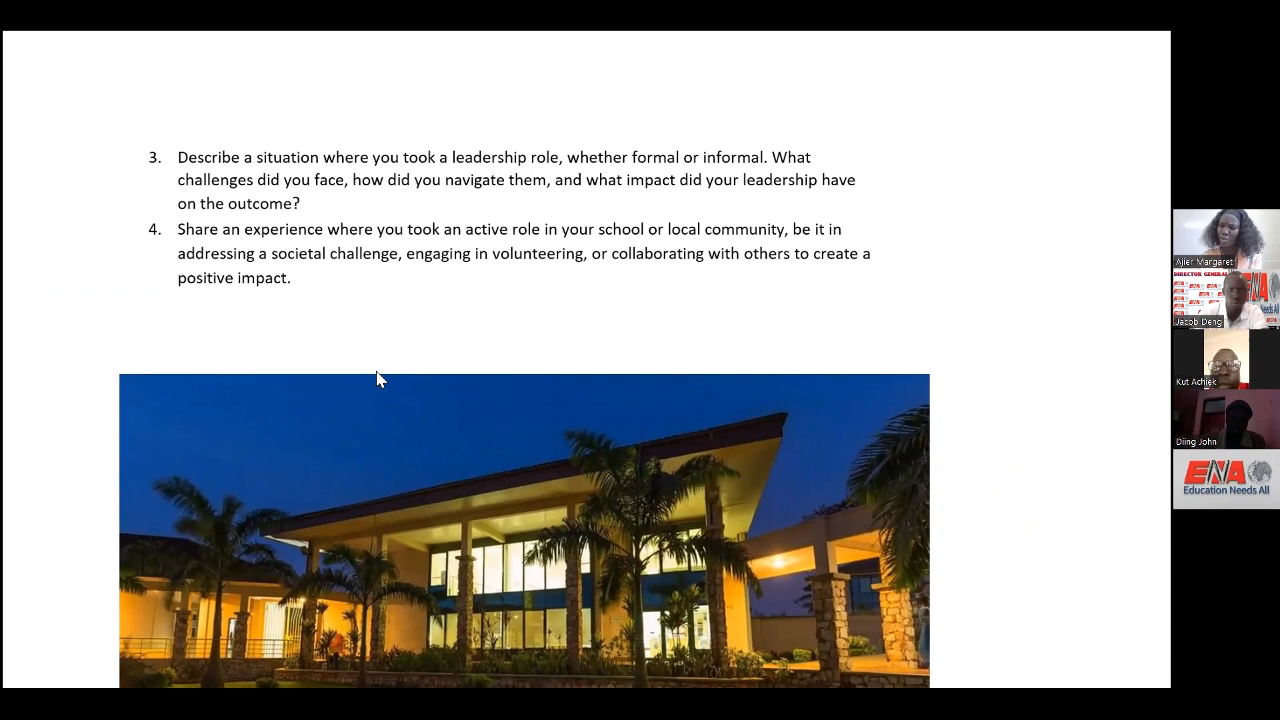 3. Describe a situation where you took a leadership role, whether formal or informal. What
challenges did you face, how did you navigate them, and what impact did your leadership have
on the outcome?
4. Share an experience where you took an active role in your school or local community, be it in
addressing a societal challenge, engaging in volunteering, or collaborating with others to create a
positive impact.
Ajier Margaret
DIRECTOR GENERAL
Jacob Deng
Kut Achiek
Diing John
ENA
Education Needs All